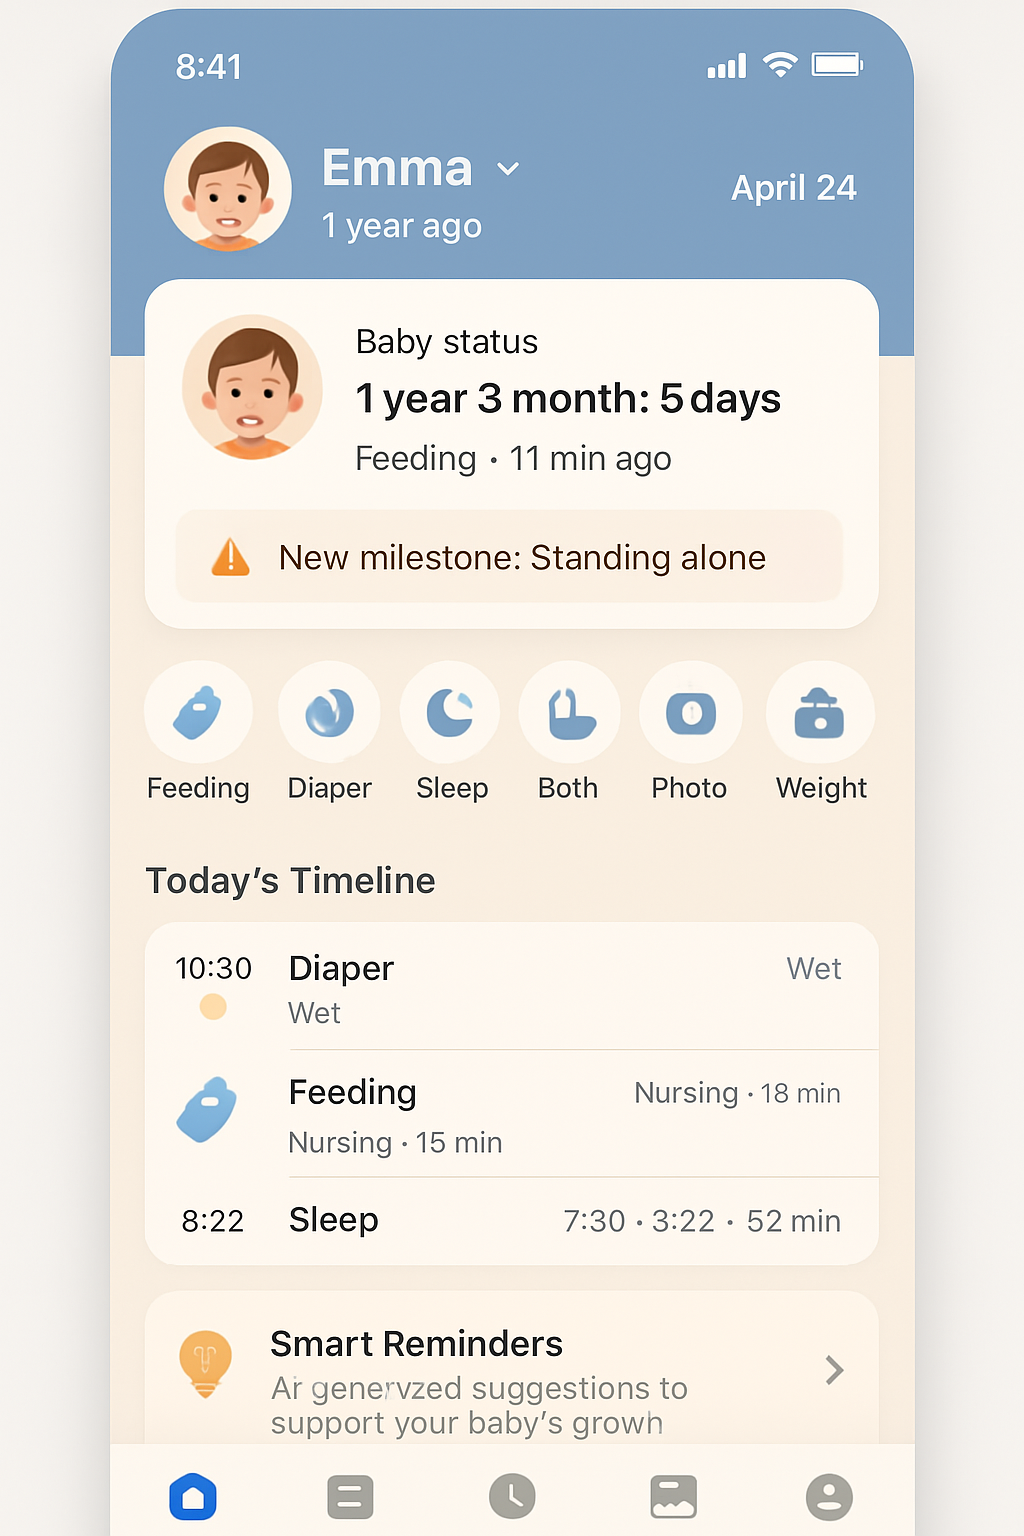 8:41
Emma
1 year ago
April 24
Baby status
1 year 3 month: 5 days
Feeding · 11 min ago
New milestone: Standing alone
Feeding Diaper Sleep Both Photo Weight
Today's Timeline
10:30 Diaper Wet
Wet
Feeding Nursing · 18 min
Nursing · 15 min
8:22 Sleep 7:30 · 3:22 · 52 min
Smart Reminders
Ar genervzed suggestions to
support your baby's growh